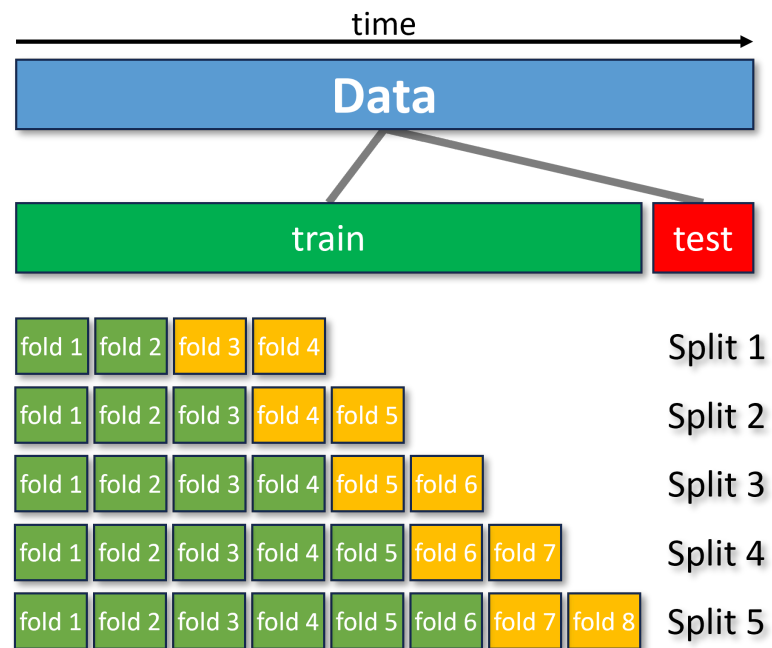 time
Data
train test
fold 1 fold 2 fold 3 fold 4 Split 1
fold 1 fold 2 fold 3 fold 4 fold 5 Split 2
fold 1 fold 2 fold 3 fold 4 fold 5 fold 6 Split 3
fold 1 fold 2 fold 3 fold 4 fold 5 fold 6 fold 7 Split 4
fold 1 fold 2 fold 3 fold 4 fold 5 fold 6 fold 7 fold 8 Split 5